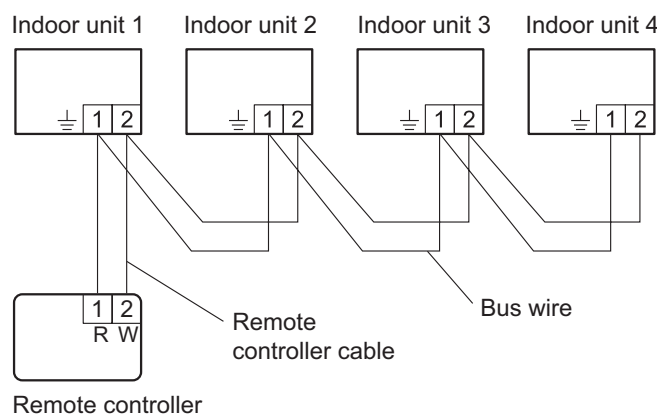 Indoor unit 1 Indoor unit 2 Indoor unit 3 Indoor unit 4
1 2 1 2 1 2 1 2
1 2
R W
Remote
controller cable
Bus wire
Remote controller